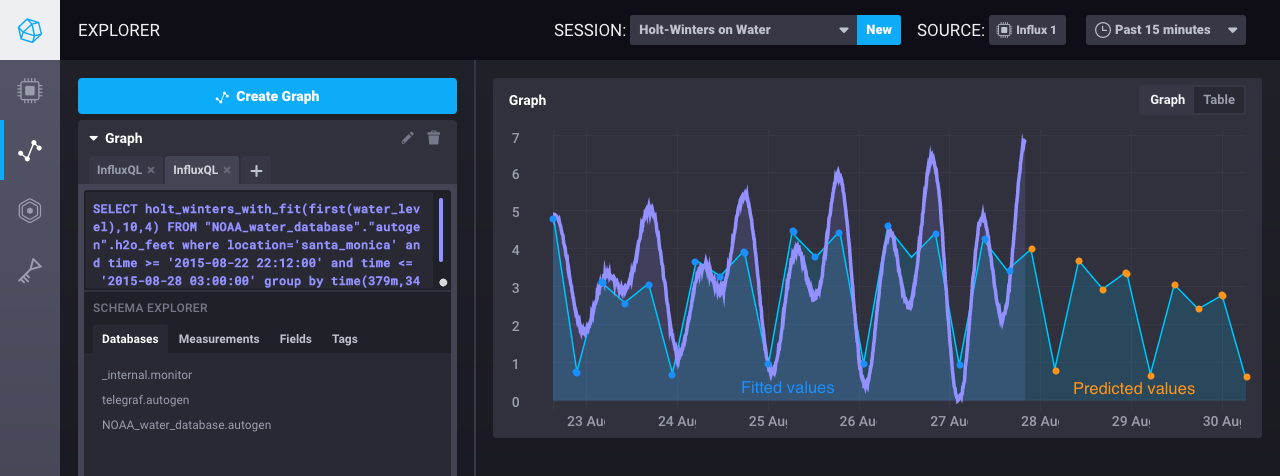 EXPLORER
SESSION: Holt-Winters on Water New SOURCE: Influx 1 Past 15 minutes
Create Graph
Graph
InfluxQL × InfluxQL × +
SELECT holt_winters_with_fit(first(water_lev
el),10,4) FROM "NOAA_water_database"."autoge
n".h2o_feet where location='santa_monica' an
d time >= '2015-08-22 22:12:00' and time <=
'2015-08-28 03:00:00' group by time(379m,34
SCHEMA EXPLORER
Databases Measurements Fields Tags
_internal.monitor
telegraf.autogen
NOAA_water_database.autogen
Graph
Graph Table
7
6
5
4
3
2
1
0
Fitted values
Predicted values
23 Au 24 Au 25 Au 26 Au 27 Au 28 Au 29 Au 30 Au